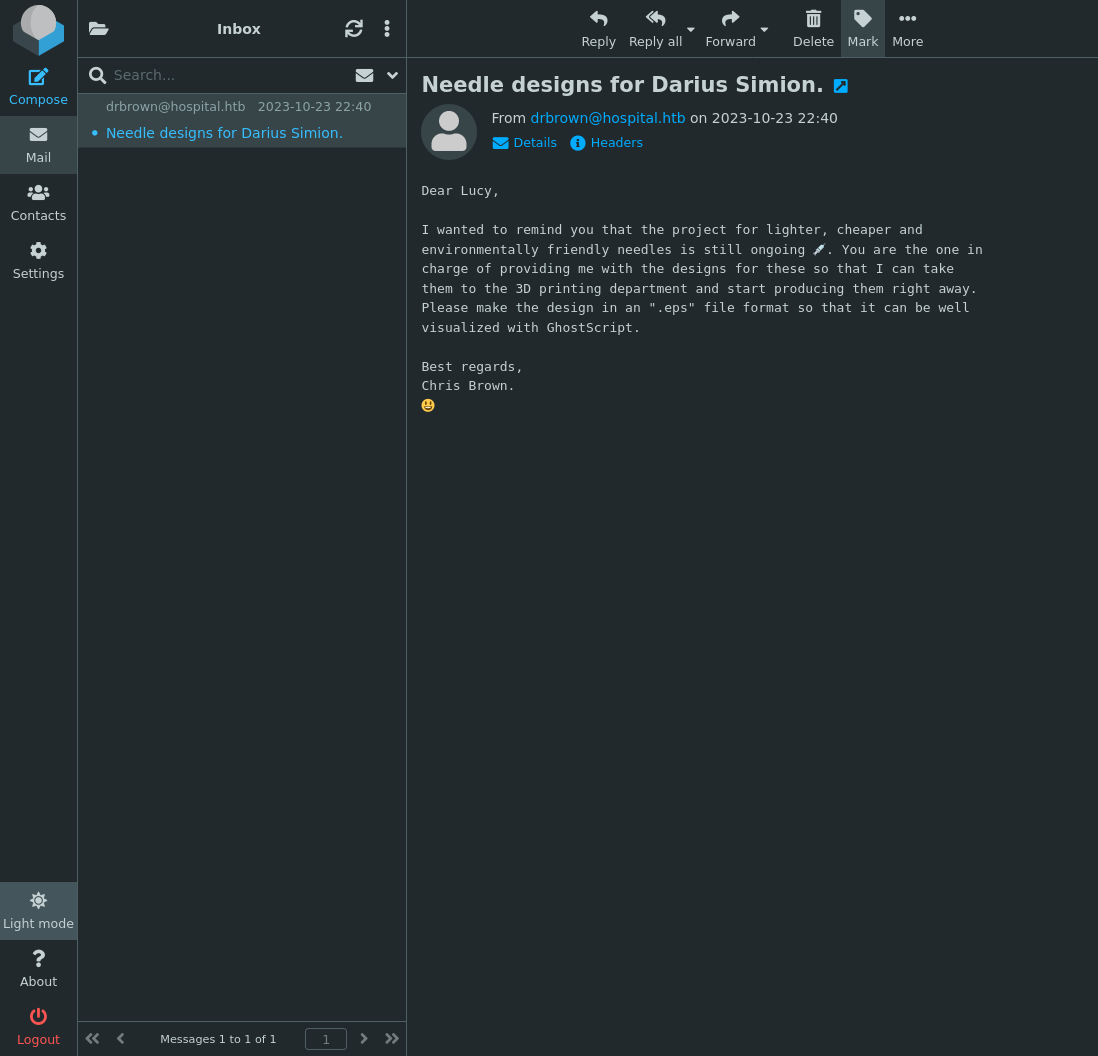 Inbox
Reply
Reply all
Forward
Delete
Mark
More
Compose
Mail
Contacts
Settings
Light mode
About
Logout
Search...
drbrown@hospital.htb 2023-10-23 22:40
• Needle designs for Darius Simion.
Messages 1 to 1 of 1
1
Needle designs for Darius Simion.
From drbrown@hospital.htb on 2023-10-23 22:40
Details
Headers
Dear Lucy,
I wanted to remind you that the project for lighter, cheaper and
environmentally friendly needles is still ongoing 💉. You are the one in
charge of providing me with the designs for these so that I can take
them to the 3D printing department and start producing them right away.
Please make the design in an ".eps" file format so that it can be well
visualized with GhostScript.
Best regards,
Chris Brown.
😃